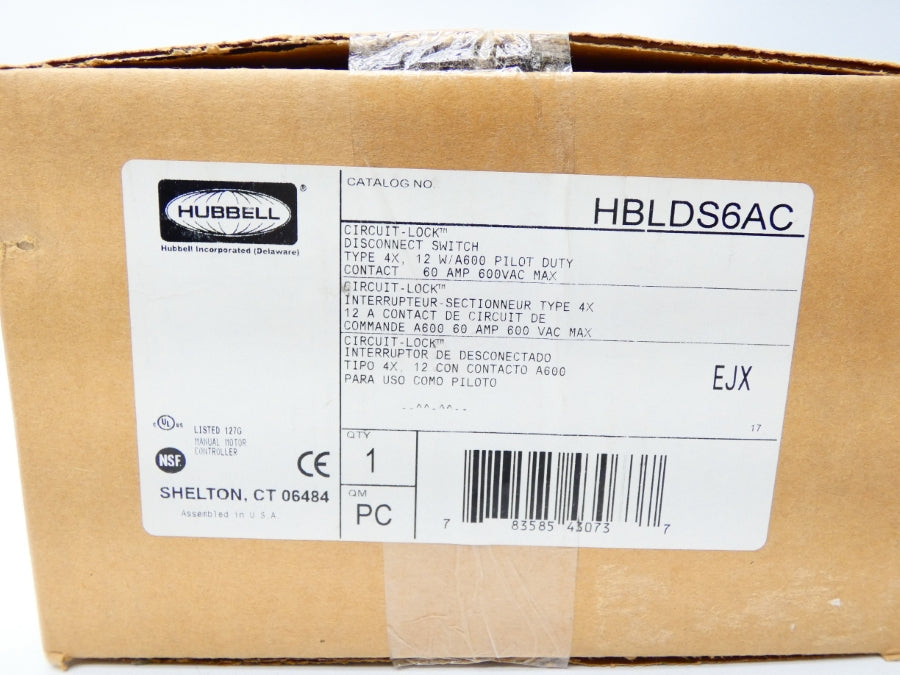 HUBBELL®
Hubbell Incorporated (Delaware)
CATALOG NO.
HBLDS6AC
CIRCUIT-LOCK™
DISCONNECT SWITCH
TYPE 4X, 12 W/A600 PILOT DUTY
CONTACT 60 AMP 600VAC MAX
CIRCUIT-LOCK™
INTERRUPTEUR-SECTIONNEUR TYPE 4X
12 A CONTACT DE CIRCUIT DE
COMMANDE A600 60 AMP 600 VAC MAX
CIRCUIT-LOCK™
INTERRUPTOR DE DESCONECTADO
TIPO 4X, 12 CON CONTACTO A600
PARA USO COMO PILOTO
--^^-^^--
EJX
17
c UL us
LISTED 127G
MANUAL MOTOR
CONTROLLER
NSF
CE
SHELTON, CT 06484
Assembled in U.S.A.
QTY
1
QM
PC
7 83585 43073 7